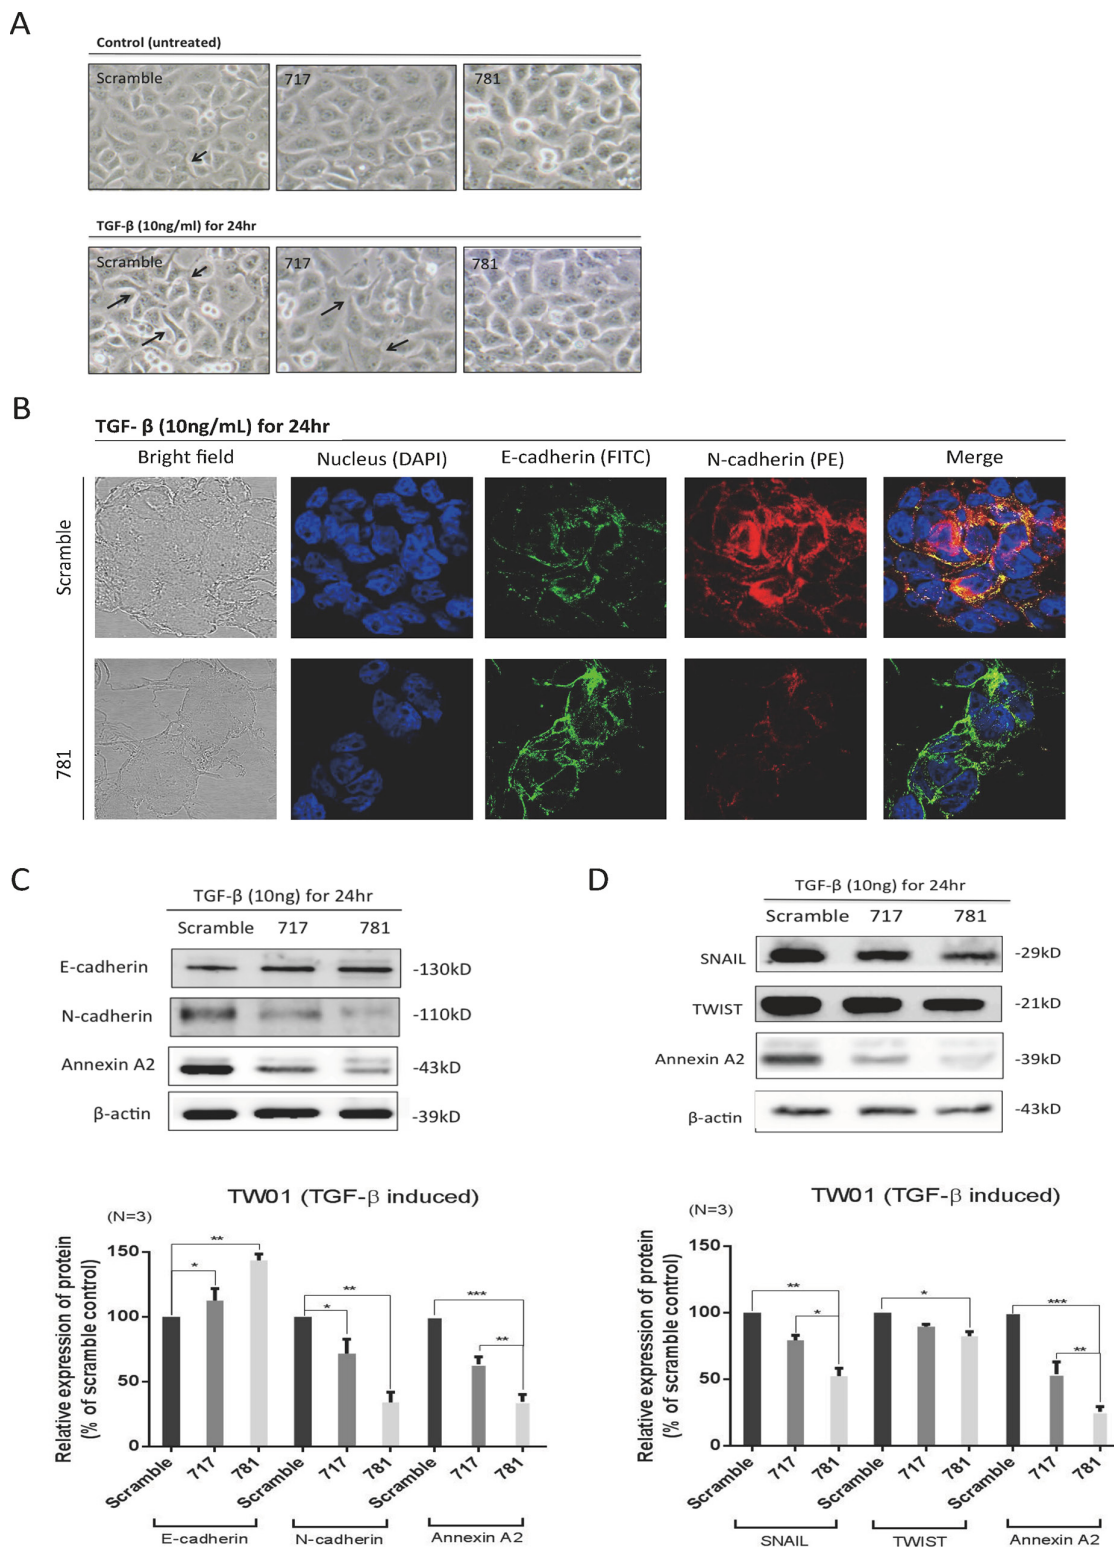 A
Control (untreated)
Scramble
717
781
TGF-β (10ng/ml) for 24hr
Scramble
717
781
B
TGF- β (10ng/mL) for 24hr
Bright field
Nucleus (DAPI)
E-cadherin (FITC)
N-cadherin (PE)
Merge
Scramble
781
C
TGF-β (10ng) for 24hr
Scramble 717 781
E-cadherin -130kD
N-cadherin -110kD
Annexin A2 -43kD
β-actin -39kD
TW01 (TGF-β induced)
(N=3)
Relative expression of protein
(% of scramble control)
150
100
50
0
* ** * ** *** **
Scramble 717 781 Scramble 717 781 Scramble 717 781
E-cadherin N-cadherin Annexin A2
D
TGF-β (10ng) for 24hr
Scramble 717 781
SNAIL -29kD
TWIST -21kD
Annexin A2 -39kD
β-actin -43kD
TW01 (TGF-β induced)
(N=3)
Relative expression of protein
(% of scramble control)
150
100
50
0
** * * *** **
Scramble 717 781 Scramble 717 781 Scramble 717 781
SNAIL TWIST Annexin A2